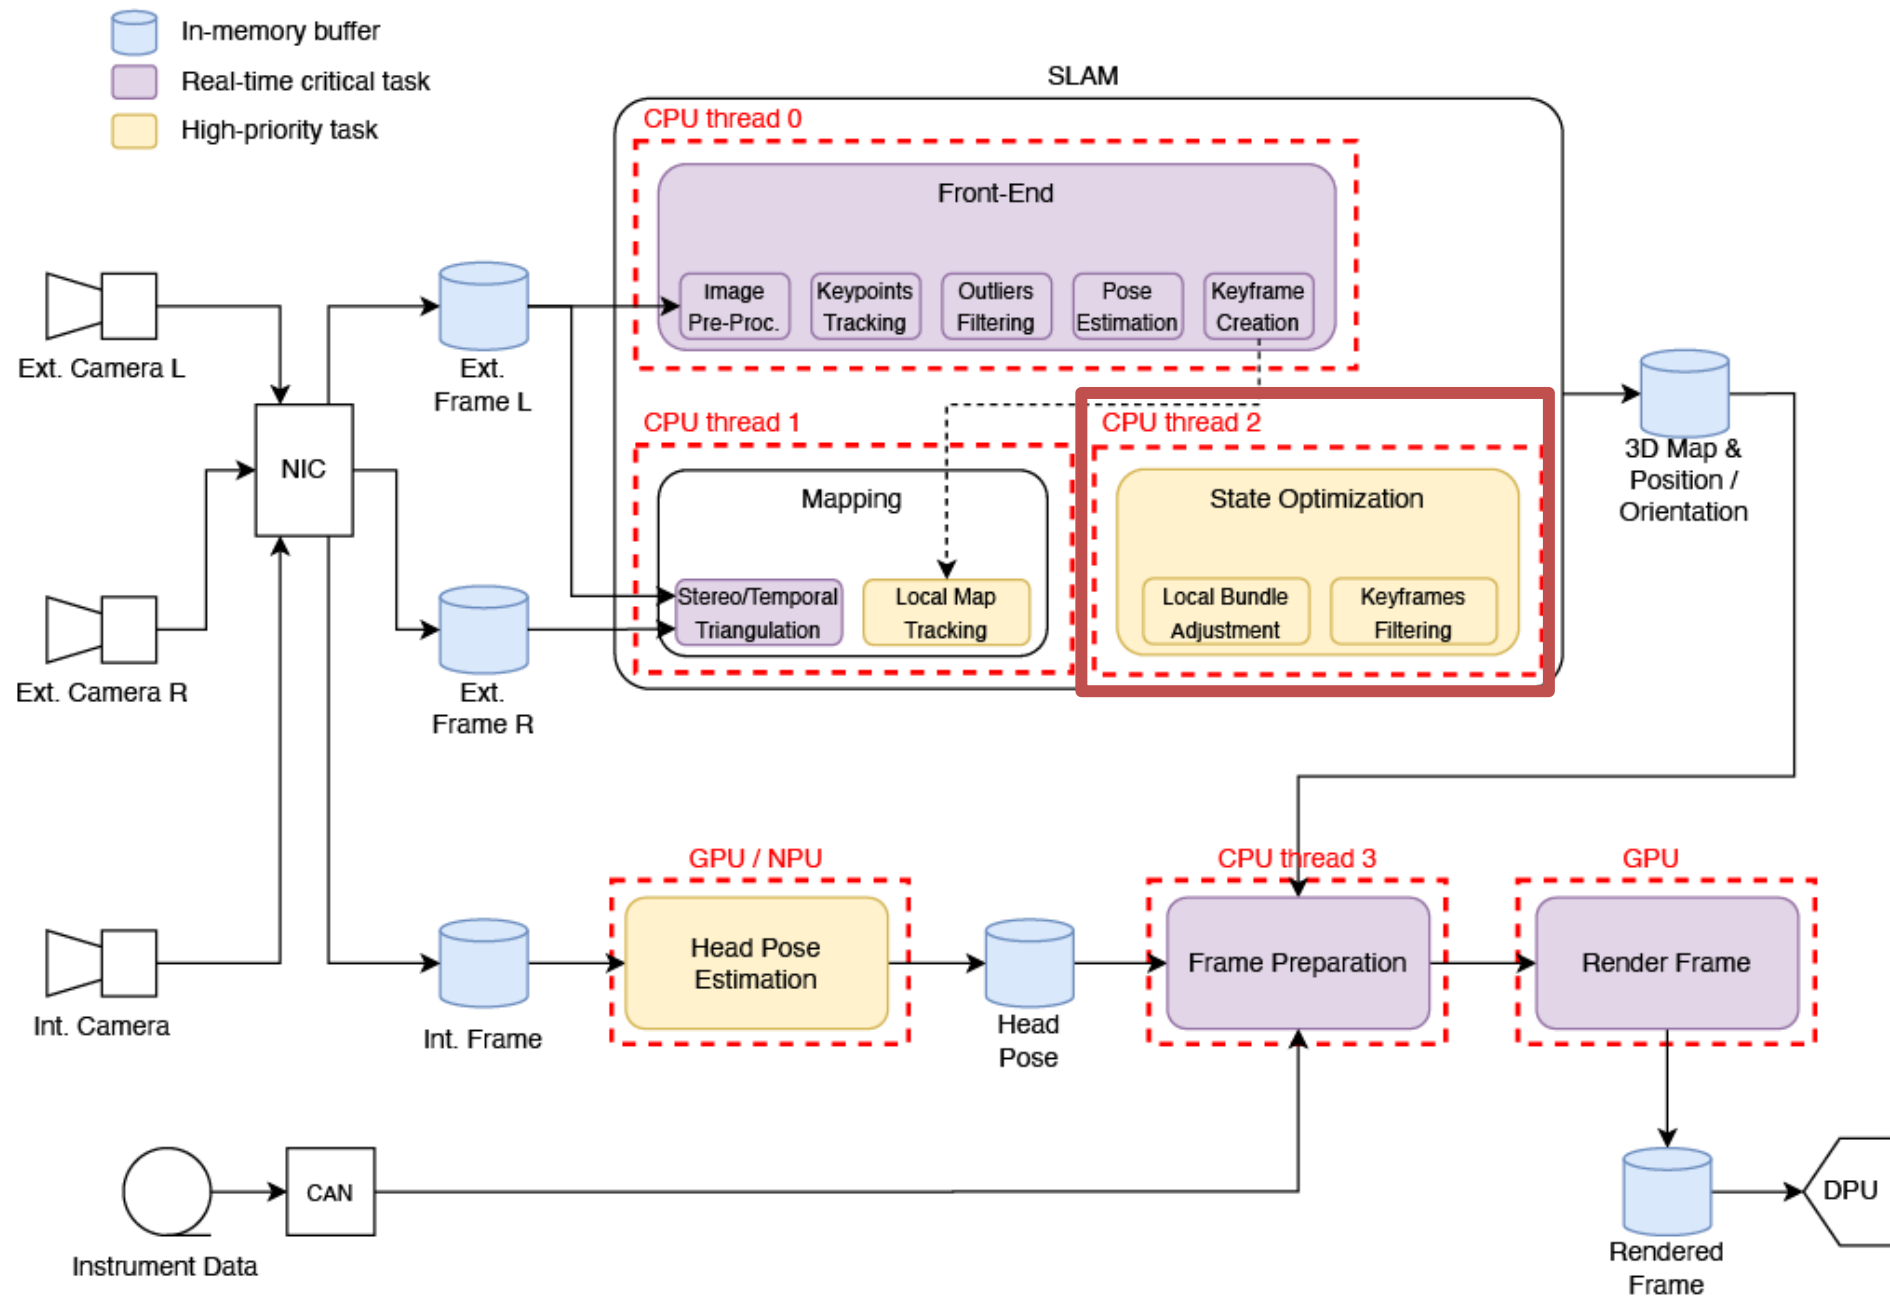 In-memory buffer
Real-time critical task
High-priority task
SLAM
CPU thread 0
Front-End
Image
Pre-Proc.
Keypoints
Tracking
Outliers
Filtering
Pose
Estimation
Keyframe
Creation
Ext. Camera L
Ext.
Frame L
NIC
CPU thread 1
Mapping
Stereo/Temporal
Triangulation
Local Map
Tracking
CPU thread 2
State Optimization
Local Bundle
Adjustment
Keyframes
Filtering
3D Map &
Position /
Orientation
Ext. Camera R
Ext.
Frame R
GPU / NPU
Head Pose
Estimation
CPU thread 3
Frame Preparation
GPU
Render Frame
Int. Camera
Int. Frame
Head
Pose
CAN
Instrument Data
DPU
Rendered
Frame